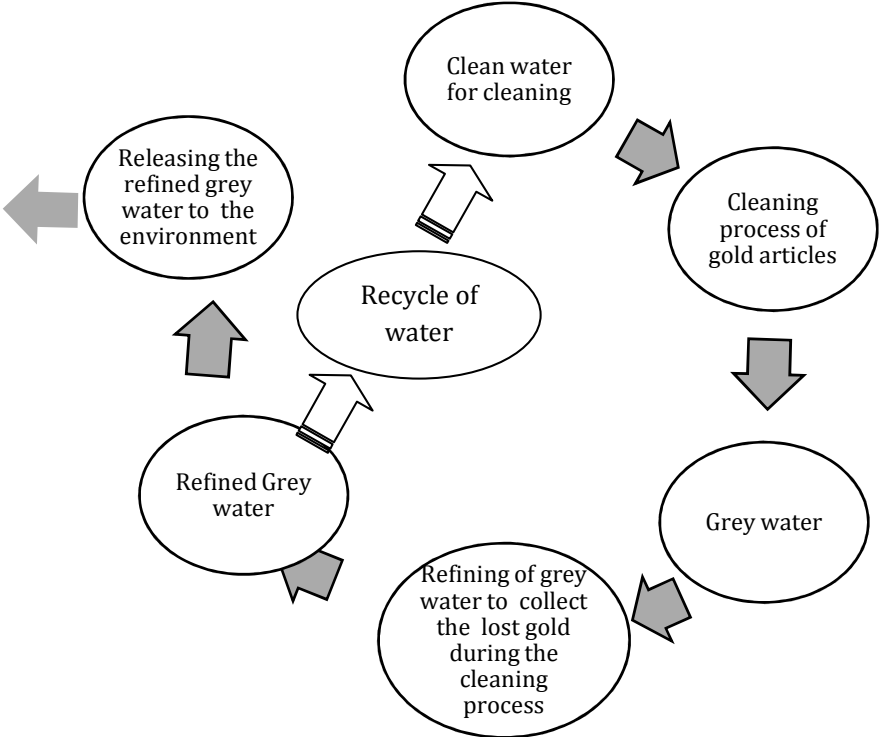 Clean water
for cleaning
Releasing the
refined grey
water to the
environment
Cleaning
process of
gold articles
Recycle of
water
Refined Grey
water
Grey water
Refining of grey
water to collect
the lost gold
during the
cleaning
process